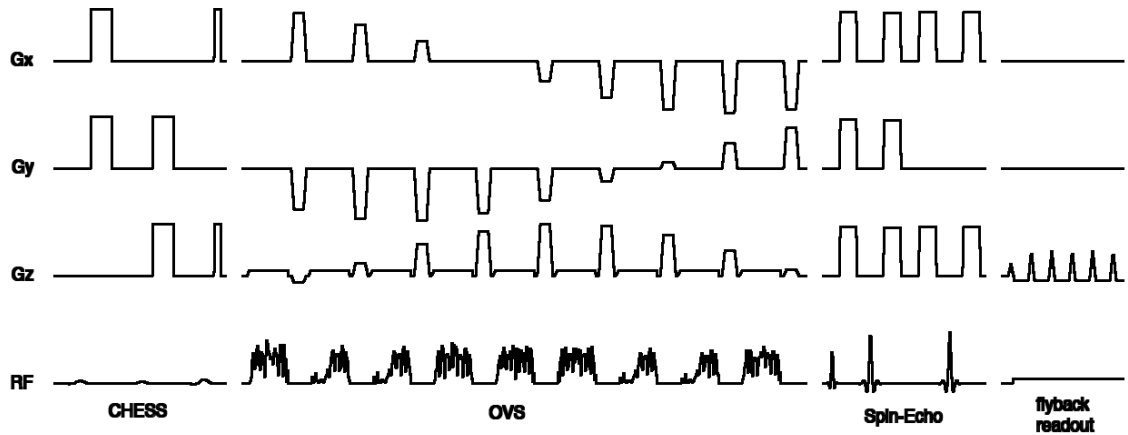 Gx
Gy
Gz
RF
CHESS
OVS
Spin-Echo
flyback
readout